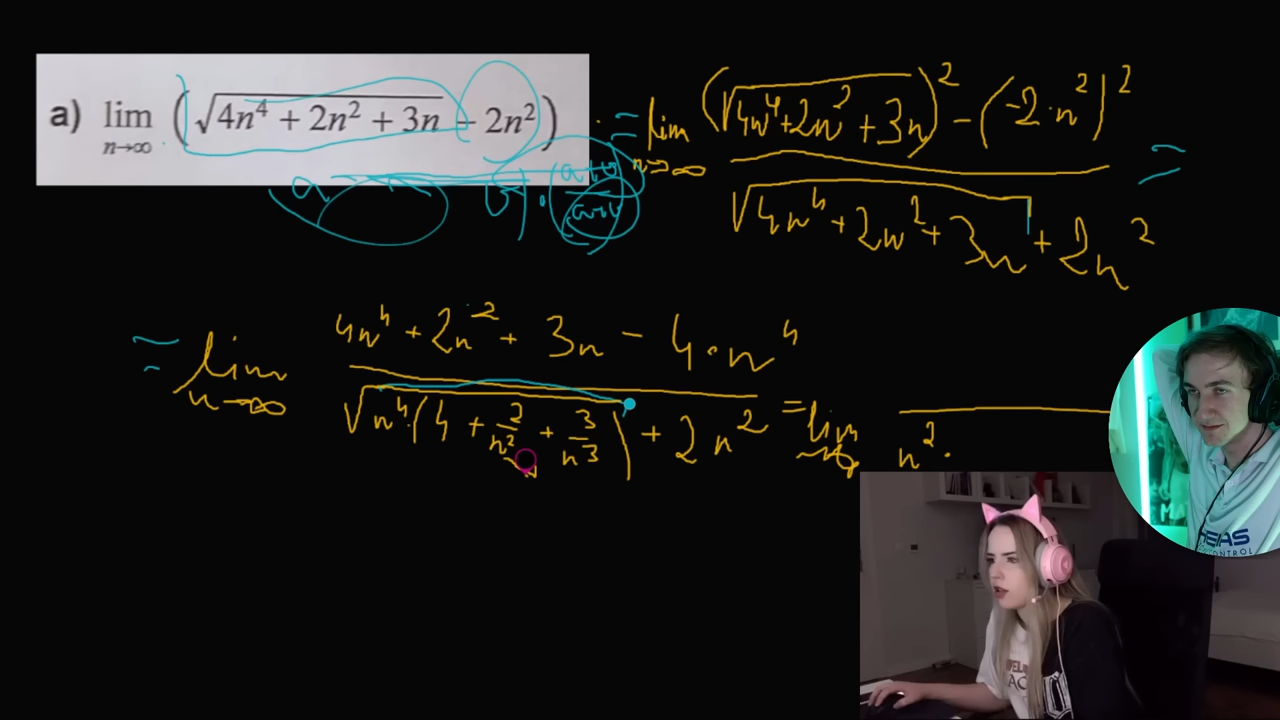 a) lim n→∞ (√4n⁴ + 2n² + 3n - 2n²)
= lim n→∞ (√4n⁴+2n²+3n)² - (-2·n²)² / √4n⁴+2n²+3n + 2n² =
a b) · (a+b / a+b)
= lim n→∞ 4n⁴ + 2n² + 3n - 4·n⁴ / √n⁴·(4 + 2/n² + 3/n³) + 2n² = lim n→∞ n²·
CONTROL